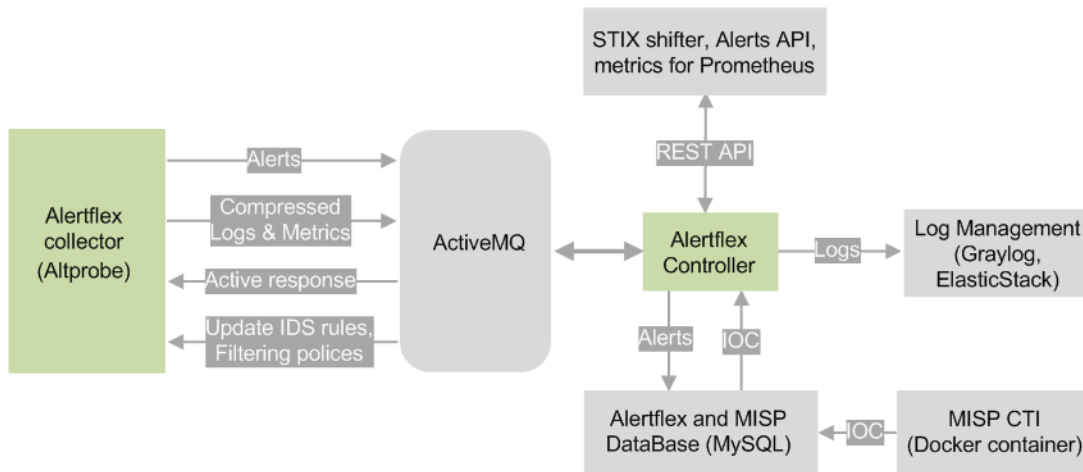 STIX shifter, Alerts API,
metrics for Prometheus
REST API
Alertflex
collector
(Altprobe)
Alerts
Compressed
Logs & Metrics
Active response
Update IDS rules,
Filtering polices
ActiveMQ
Alertflex
Controller
Logs
Log Management
(Graylog,
ElasticStack)
Alerts
IOC
Alertflex and MISP
DataBase (MySQL)
IOC
MISP CTI
(Docker container)